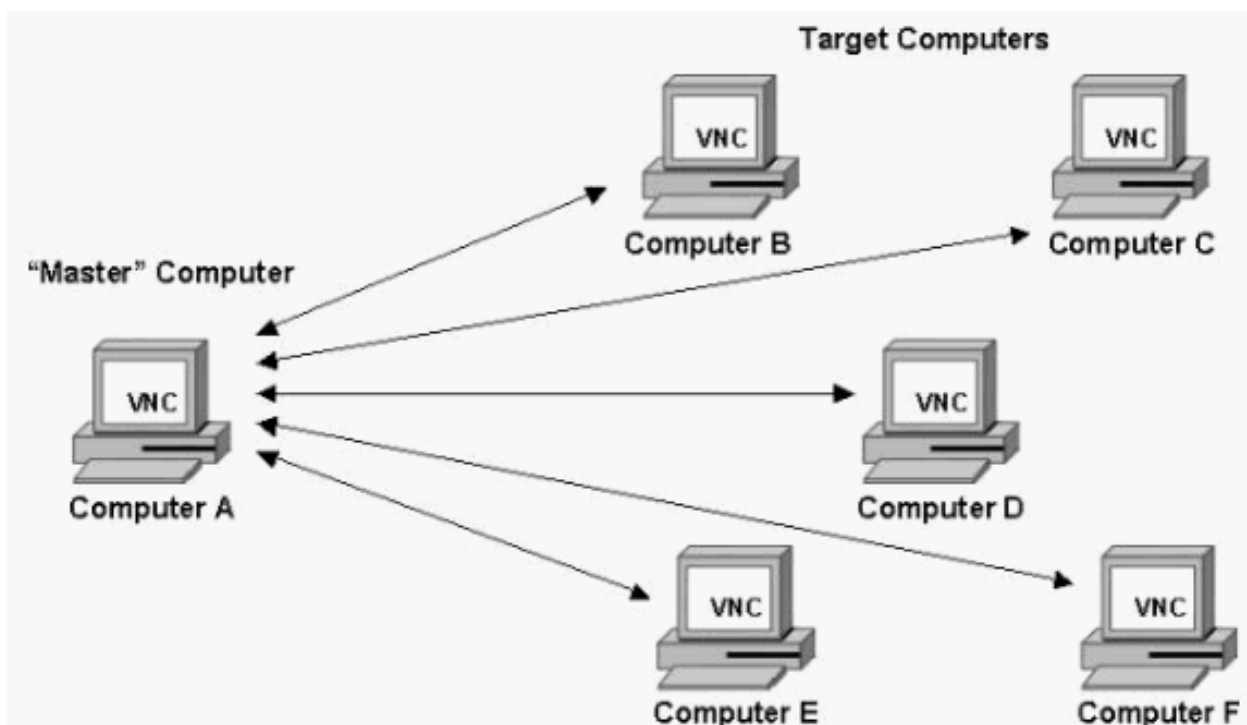 Target Computers
VNC
VNC
Computer B
Computer C
“Master” Computer
VNC
VNC
Computer A
Computer D
VNC
VNC
Computer E
Computer F